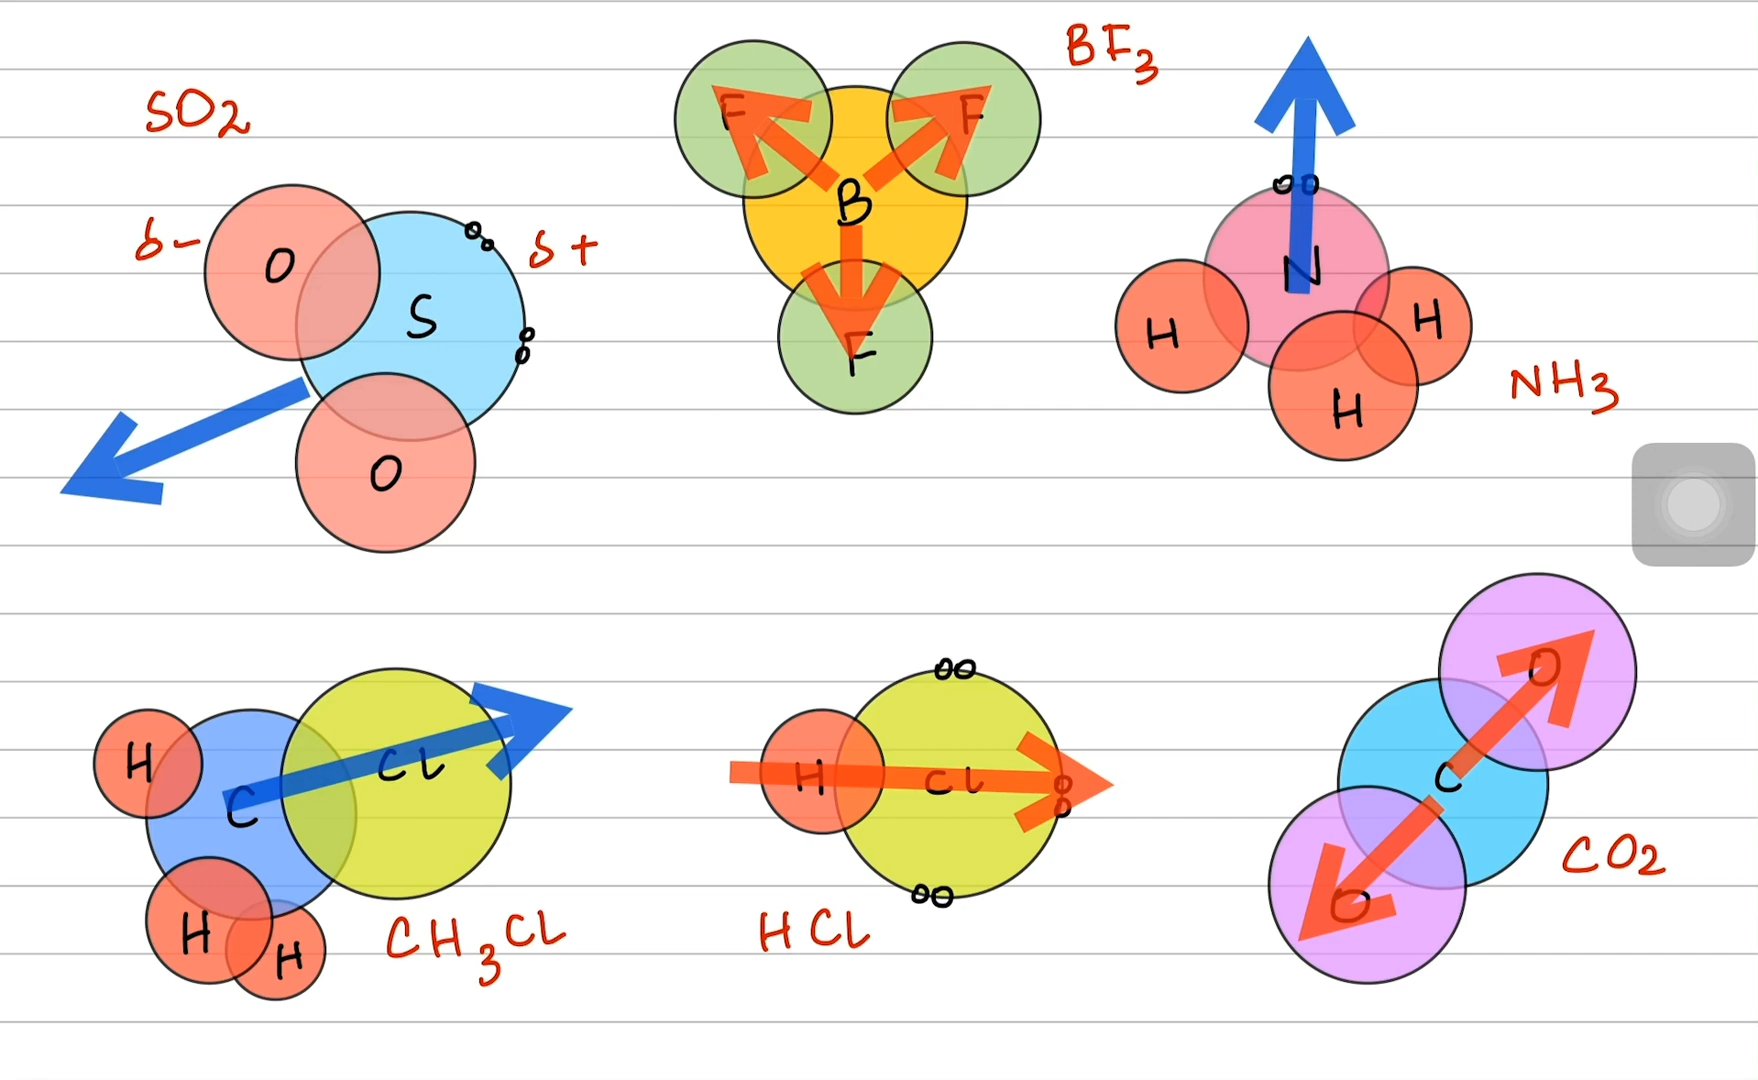 SO2
BF3
F
F
B
F
δ-
O
S
δ+
O
N
H
H
H
NH3
H
C
Cl
H
H
CH3CL
H
Cl
HCL
O
C
O
CO2